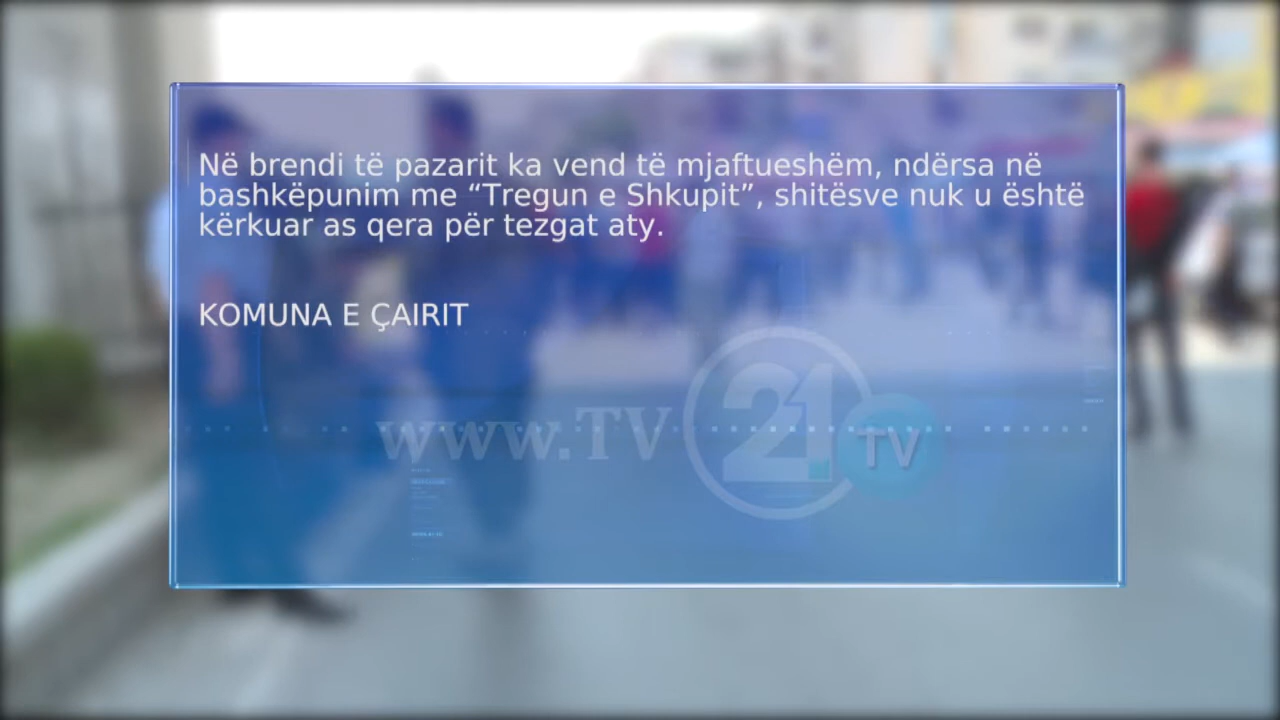 Në brendi të pazarit ka vend të mjaftueshëm, ndërsa në
bashkëpunim me “Tregun e Shkupit”, shitësve nuk u është
kërkuar as qera për tezgat aty.
KOMUNA E ÇAIRIT
www.TV 21 TV